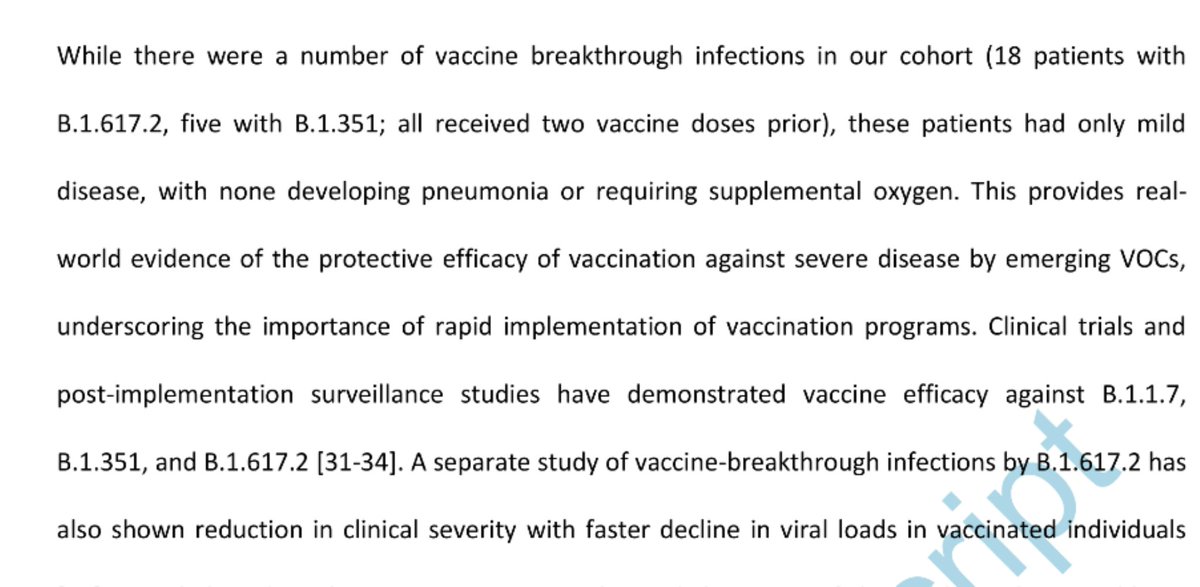 While there were a number of vaccine breakthrough infections in our cohort (18 patients with
B.1.617.2, five with B.1.351; all received two vaccine doses prior), these patients had only mild
disease, with none developing pneumonia or requiring supplemental oxygen. This provides real-
world evidence of the protective efficacy of vaccination against severe disease by emerging VOCs,
underscoring the importance of rapid implementation of vaccination programs. Clinical trials and
post-implementation surveillance studies have demonstrated vaccine efficacy against B.1.1.7,
B.1.351, and B.1.617.2 [31-34]. A separate study of vaccine-breakthrough infections by B.1.617.2 has
also shown reduction in clinical severity with faster decline in viral loads in vaccinated individuals
ript